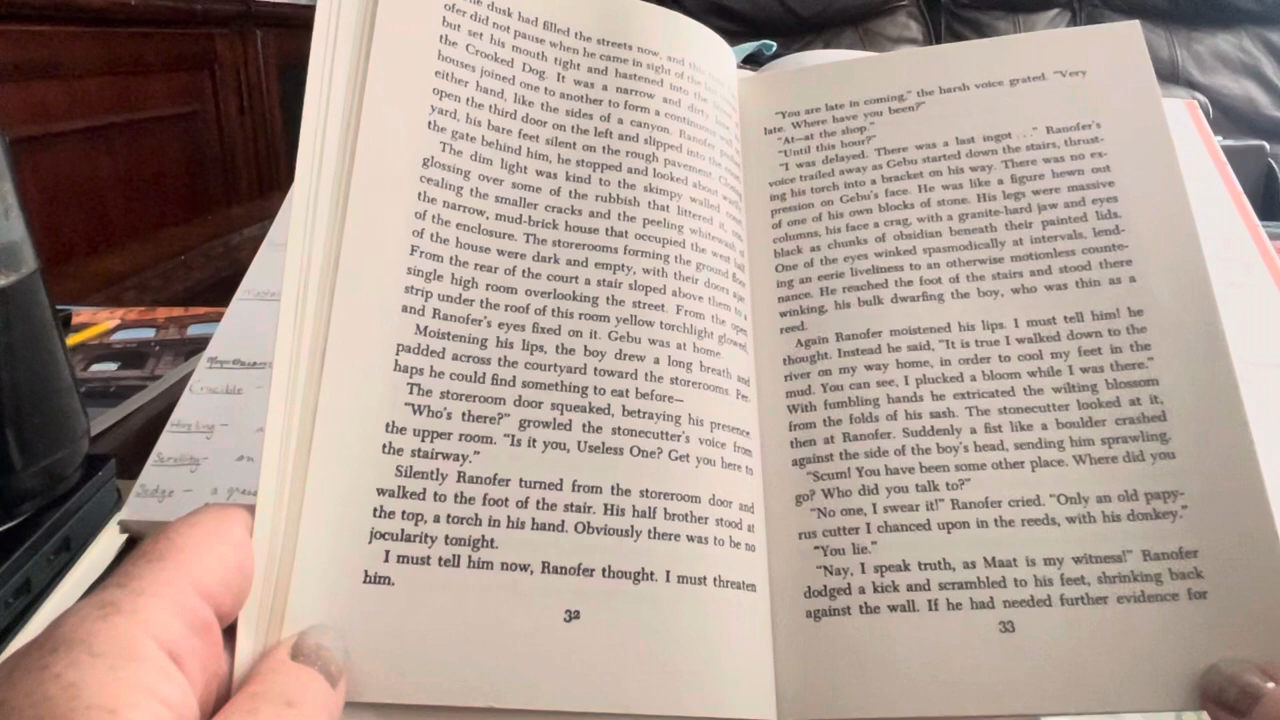 he dusk had filled the streets now, and this
ofer did not pause when he came in sight of the
but set his mouth tight and hastened into the
the Crooked Dog. It was a narrow and dirty
houses joined one to another to form a continuous
either hand, like the sides of a canyon. Ranofer
open the third door on the left and slipped into the
yard, his bare feet silent on the rough pavement. Closing
the gate behind him, he stopped and looked about
The dim light was kind to the skimpy walled court
glossing over some of the rubbish that littered it,
cealing the smaller cracks and the peeling whitewash
the narrow, mud-brick house that occupied the west half
of the enclosure. The storerooms forming the ground floor
of the house were dark and empty, with their doors ajar
From the rear of the court a stair sloped above them to a
single high room overlooking the street. From the open
strip under the roof of this room yellow torchlight glowed,
and Ranofer's eyes fixed on it. Gebu was at home.
Moistening his lips, the boy drew a long breath and
padded across the courtyard toward the storerooms. Per-
haps he could find something to eat before—
The storeroom door squeaked, betraying his presence.
"Who's there?" growled the stonecutter's voice from
the upper room. "Is it you, Useless One? Get you here to
the stairway."
Silently Ranofer turned from the storeroom door and
walked to the foot of the stair. His half brother stood at
the top, a torch in his hand. Obviously there was to be no
jocularity tonight.
I must tell him now, Ranofer thought. I must threaten
him.
32
"You are late in coming," the harsh voice grated. "Very
late. Where have you been?"
"At—at the shop."
"Until this hour?"
"I was delayed. There was a last ingot . . ." Ranofer's
voice trailed away as Gebu started down the stairs, thrust-
ing his torch into a bracket on his way. There was no ex-
pression on Gebu's face. He was like a figure hewn out
of one of his own blocks of stone. His legs were massive
columns, his face a crag, with a granite-hard jaw and eyes
black as chunks of obsidian beneath their painted lids.
One of the eyes winked spasmodically at intervals, lend-
ing an eerie liveliness to an otherwise motionless counte-
nance. He reached the foot of the stairs and stood there
winking, his bulk dwarfing the boy, who was thin as a
reed.
Again Ranofer moistened his lips. I must tell him! he
thought. Instead he said, "It is true I walked down to the
river on my way home, in order to cool my feet in the
mud. You can see, I plucked a bloom while I was there."
With fumbling hands he extricated the wilting blossom
from the folds of his sash. The stonecutter looked at it,
then at Ranofer. Suddenly a fist like a boulder crashed
against the side of the boy's head, sending him sprawling.
"Scum! You have been some other place. Where did you
go? Who did you talk to?"
"No one, I swear it!" Ranofer cried. "Only an old papy-
rus cutter I chanced upon in the reeds, with his donkey."
"You lie."
"Nay, I speak truth, as Maat is my witness!" Ranofer
dodged a kick and scrambled to his feet, shrinking back
against the wall. If he had needed further evidence for
33
Crucible
Hireling –
Scrolling – an
Sedge – a grass